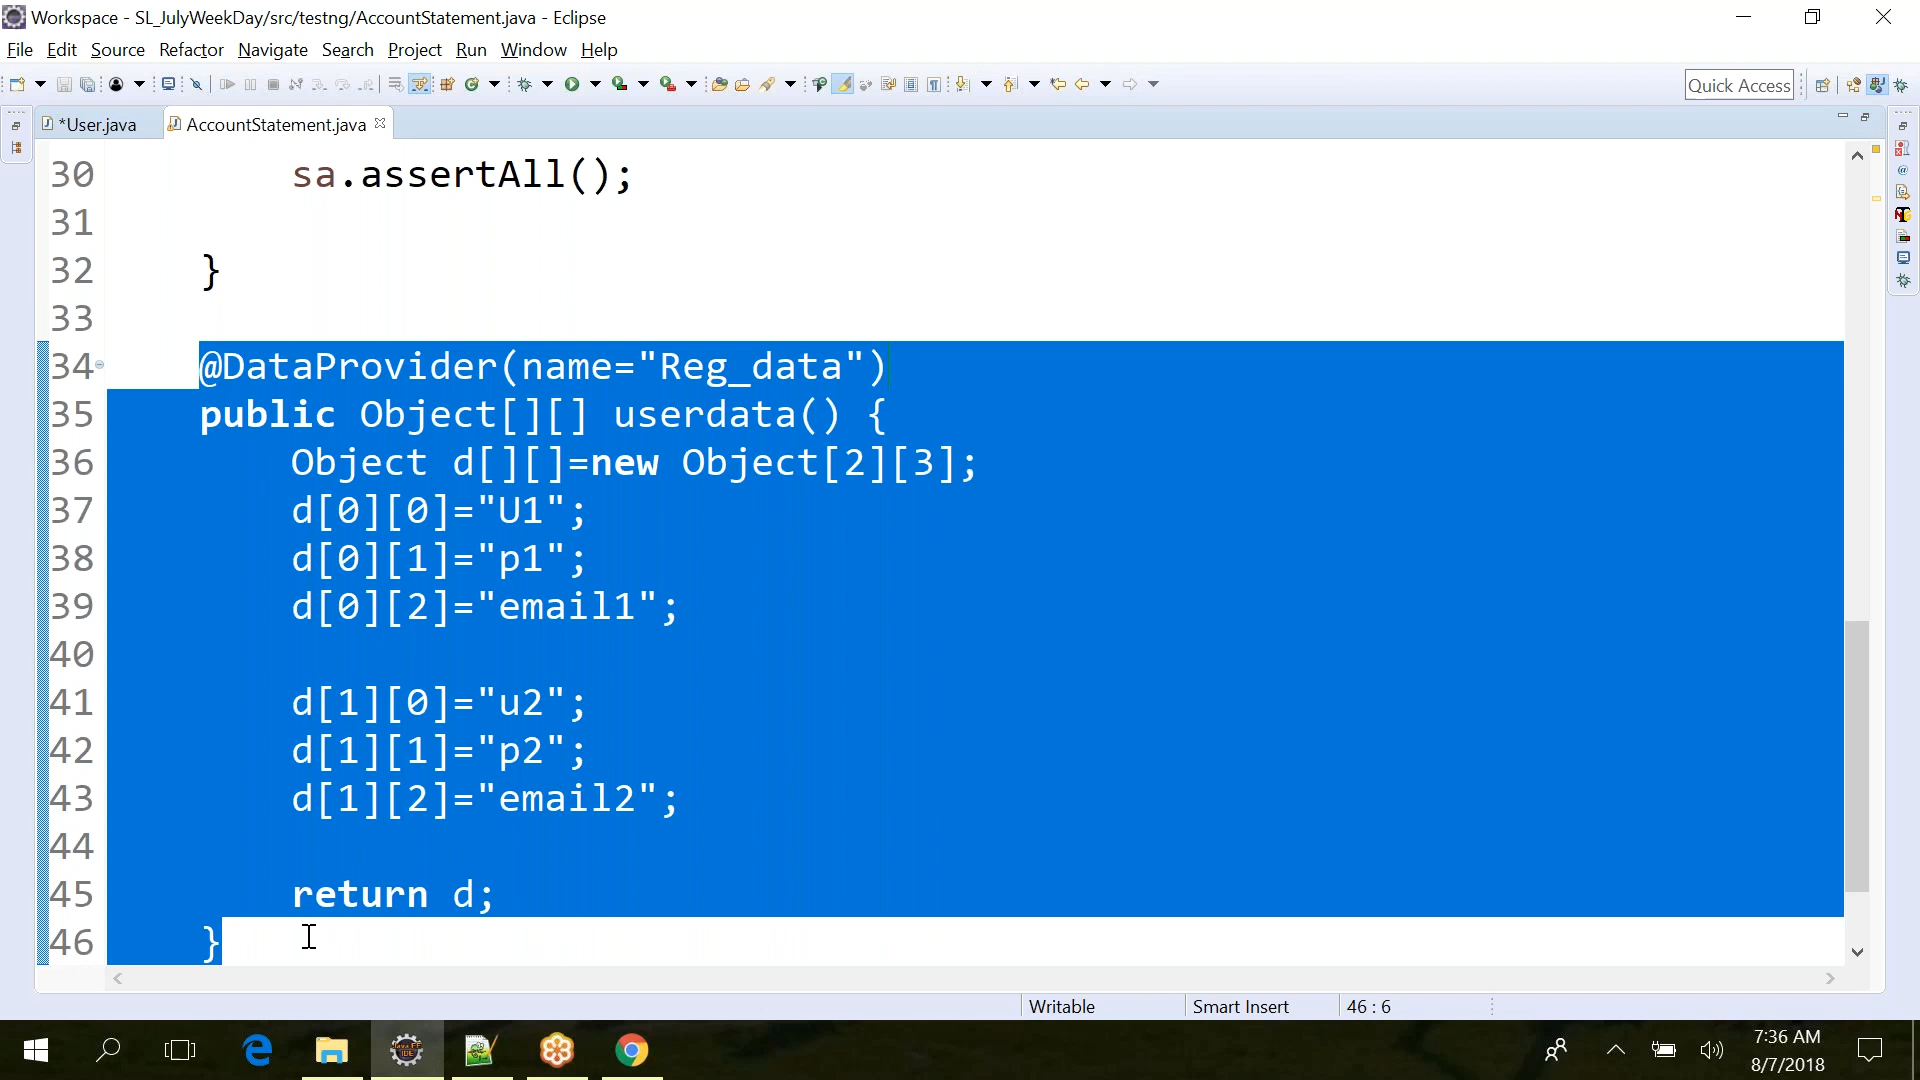 Workspace - SL_JulyWeekDay/src/testng/AccountStatement.java - Eclipse
File Edit Source Refactor Navigate Search Project Run Window Help
Quick Access
*User.java AccountStatement.java
30 sa.assertAll();
31
32 }
33
34 @DataProvider(name="Reg_data")
35 public Object[][] userdata() {
36 Object d[][]=new Object[2][3];
37 d[0][0]="U1";
38 d[0][1]="p1";
39 d[0][2]="email1";
40
41 d[1][0]="u2";
42 d[1][1]="p2";
43 d[1][2]="email2";
44
45 return d;
46 }
Writable Smart Insert 46 : 6
7:36 AM
8/7/2018